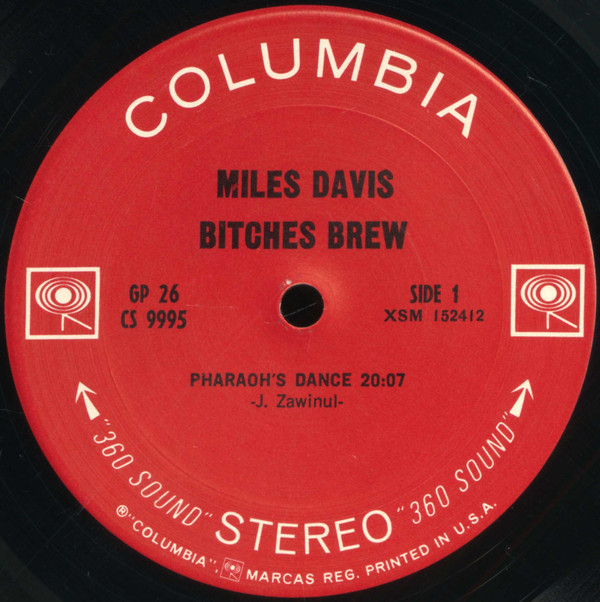 COLUMBIA
MILES DAVIS
BITCHES BREW
GP 26
CS 9995
SIDE 1
XSM 152412
PHARAOH'S DANCE 20:07
-J. Zawinul-
"360 SOUND" STEREO "360 SOUND"
®"COLUMBIA", MARCAS REG. PRINTED IN U.S.A.